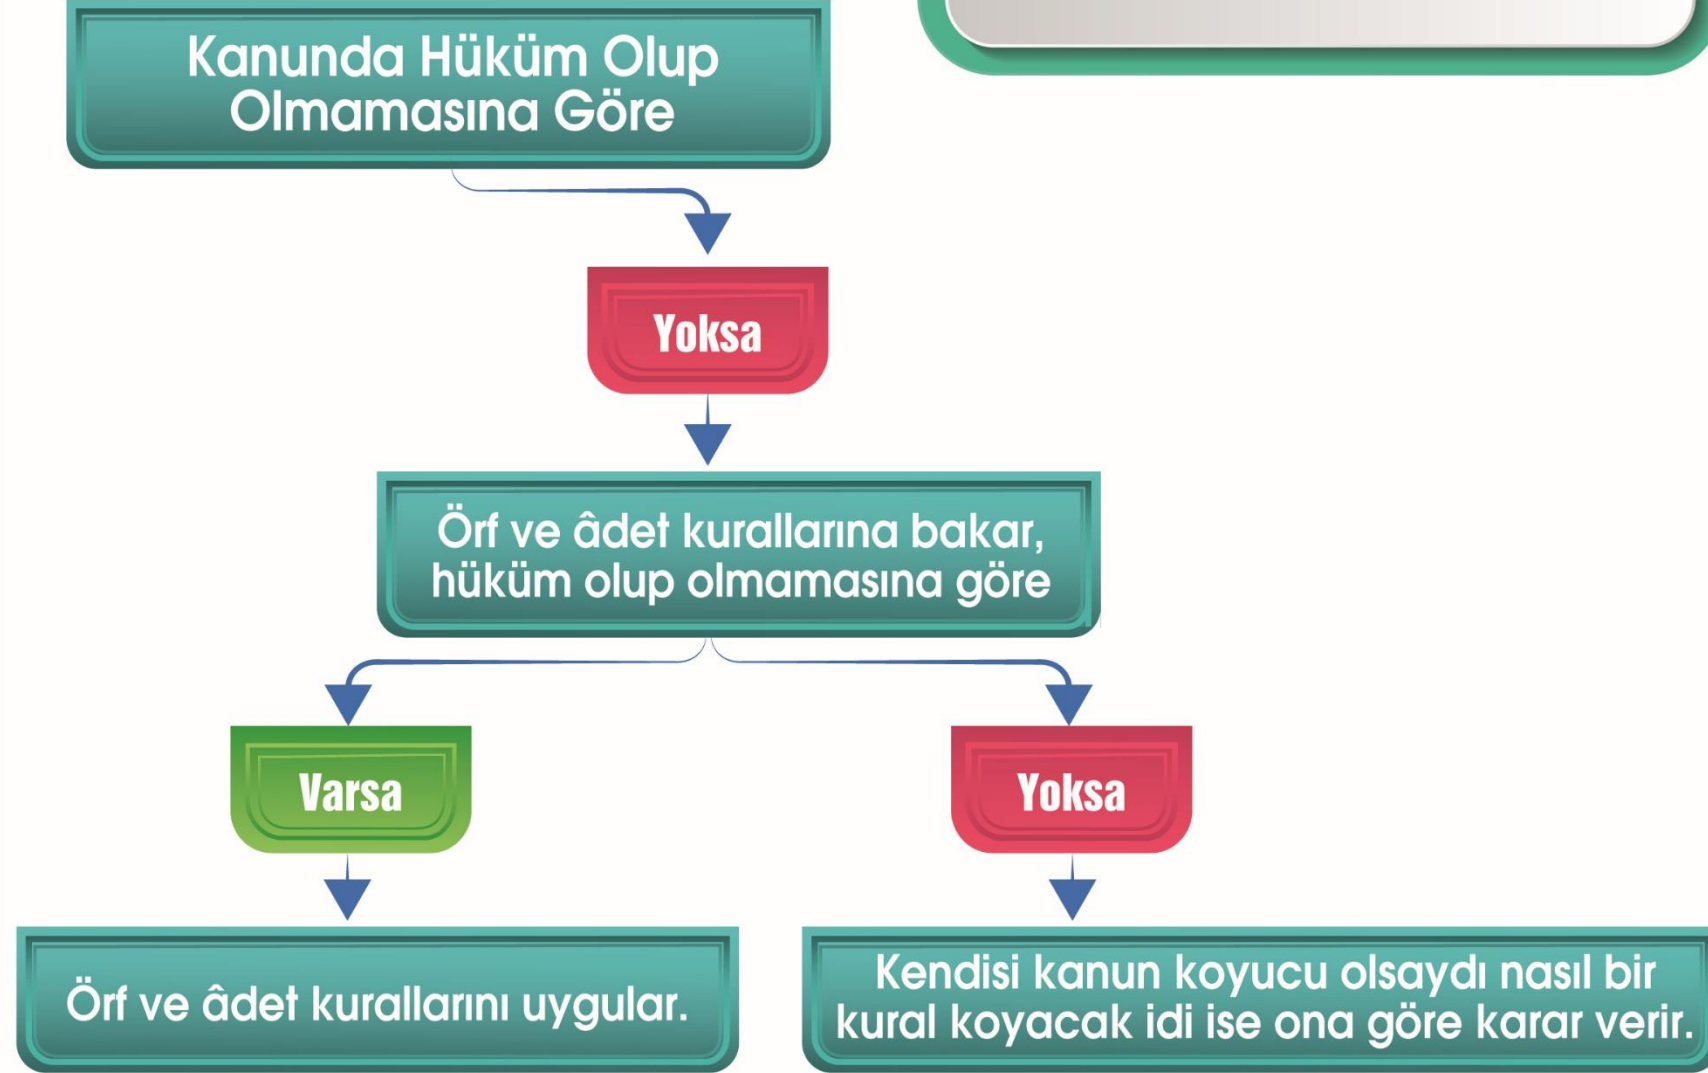 Kanunda Hüküm Olup
Olmamasına Göre
Yoksa
Örf ve âdet kurallarına bakar,
hüküm olup olmamasına göre
Varsa
Yoksa
Örf ve âdet kurallarını uygular.
Kendisi kanun koyucu olsaydı nasıl bir
kural koyacak idi ise ona göre karar verir.